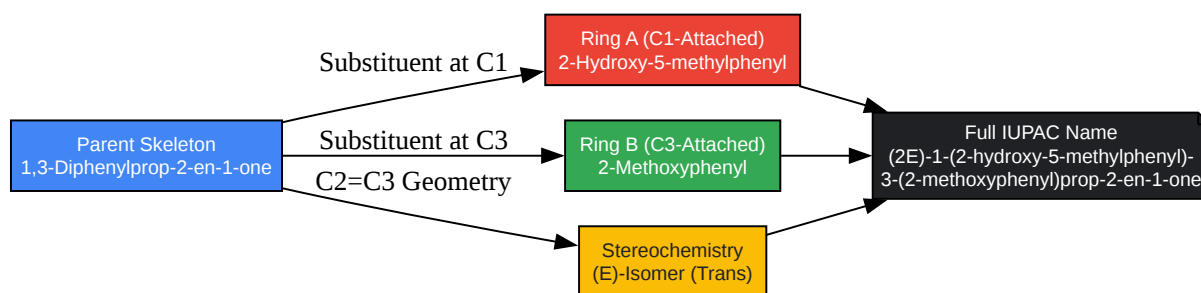 Parent Skeleton
1,3-Diphenylprop-2-en-1-one
Substituent at C1
Substituent at C3
C2=C3 Geometry
Ring A (C1-Attached)
2-Hydroxy-5-methylphenyl
Ring B (C3-Attached)
2-Methoxyphenyl
Stereochemistry
(E)-Isomer (Trans)
Full IUPAC Name
(2E)-1-(2-hydroxy-5-methylphenyl)-
3-(2-methoxyphenyl)prop-2-en-1-one